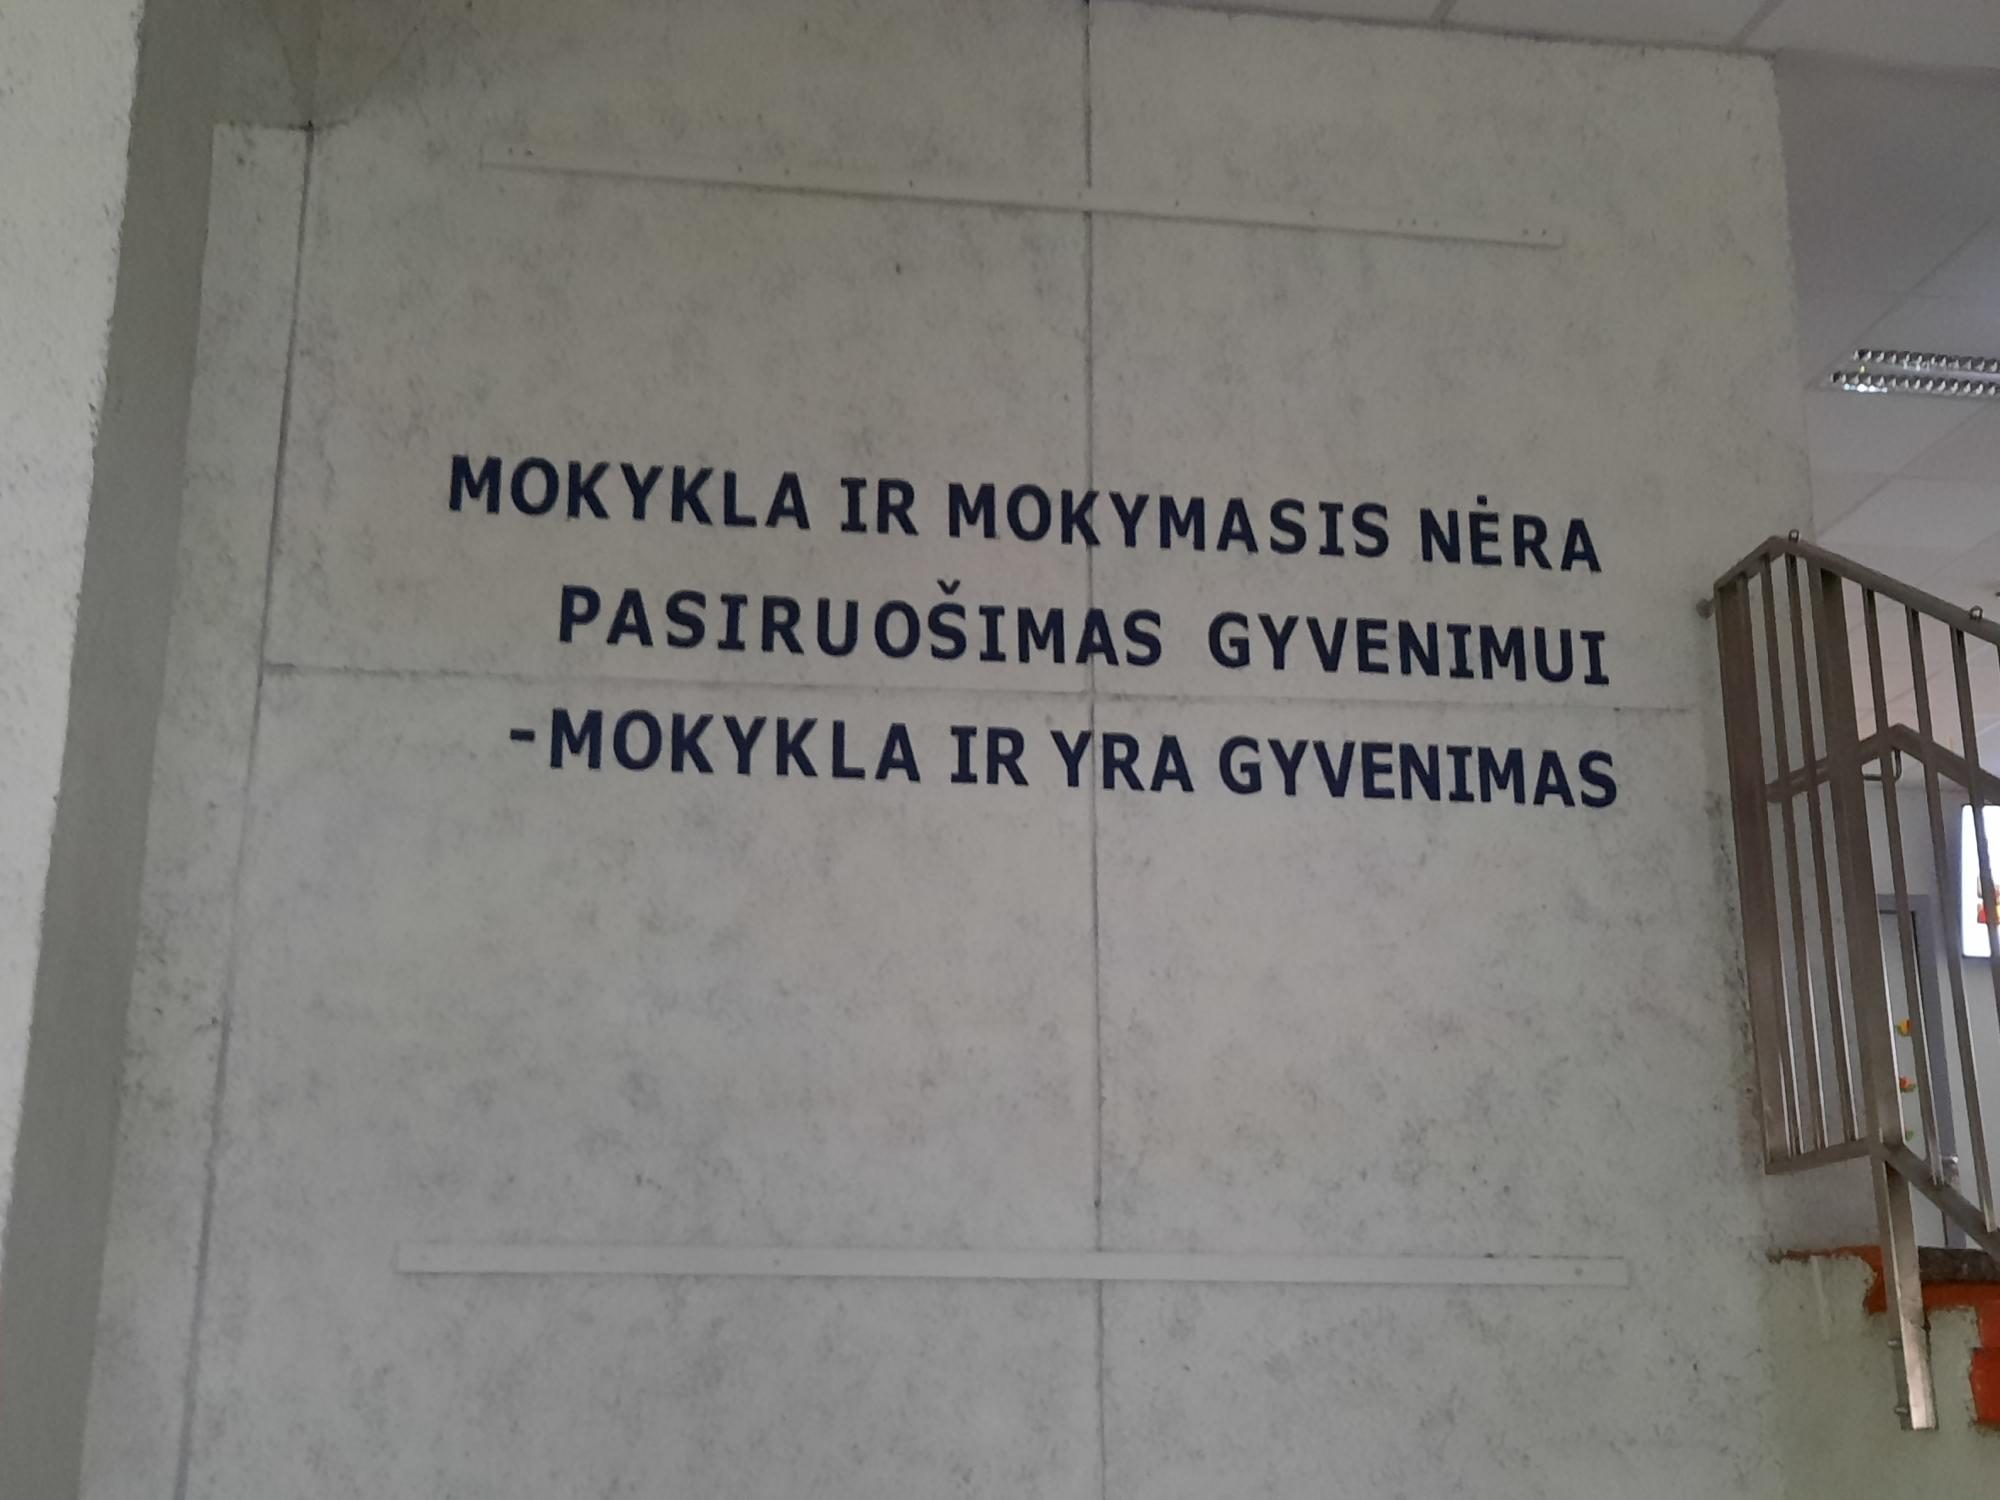 MOKYKLA IR MOKYMASIS NĖRA
PASIRUOŠIMAS GYVENIMUI
-MOKYKLA IR YRA GYVENIMAS